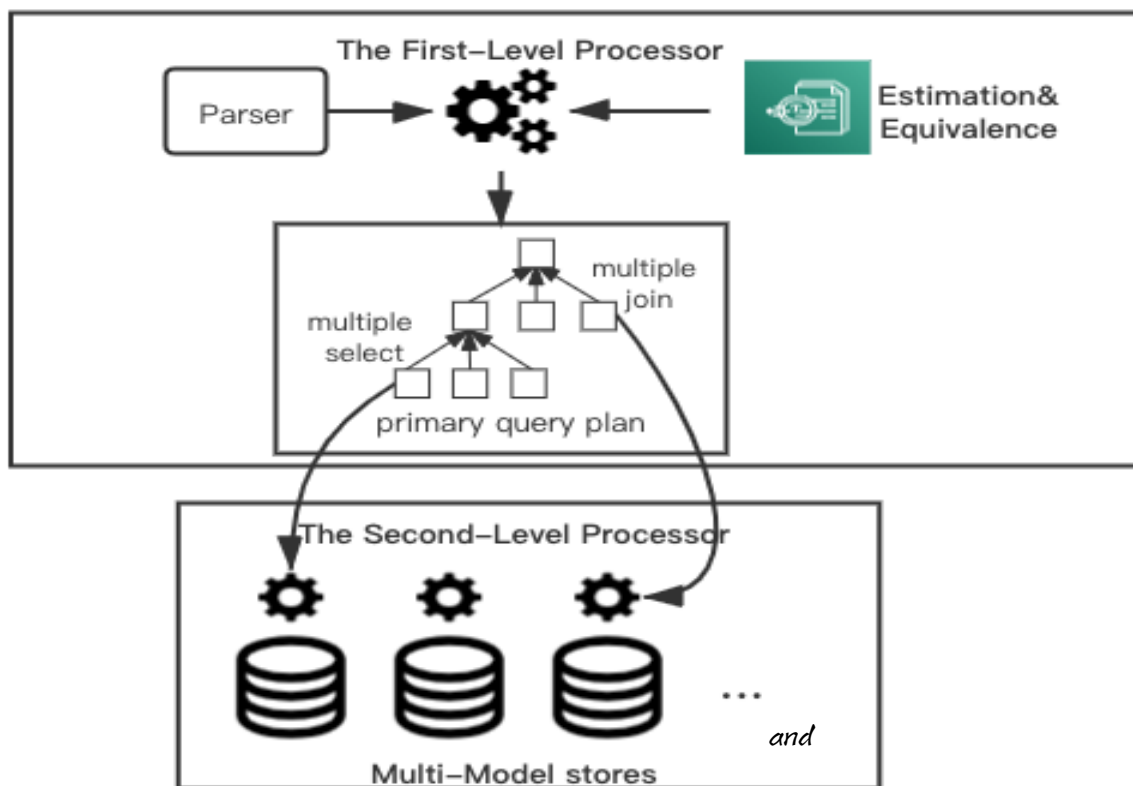 The First-Level Processor
Parser
Estimation&
Equivalence
multiple
join
multiple
select
primary query plan
The Second-Level Processor
...
and
Multi-Model stores